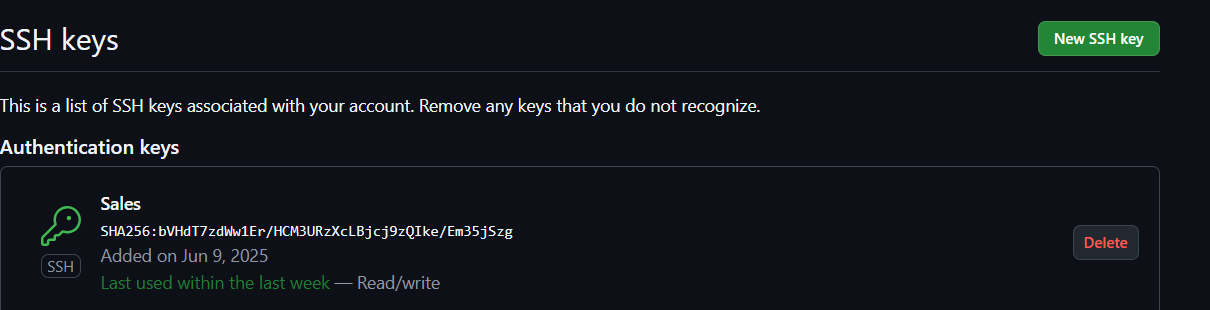 SSH keys
New SSH key
This is a list of SSH keys associated with your account. Remove any keys that you do not recognize.
Authentication keys
Sales
SHA256:bVHdT7zdWw1Er/HCM3URzXcLBjcj9zQIke/Em35jSzg
Added on Jun 9, 2025
Last used within the last week — Read/write
SSH
Delete